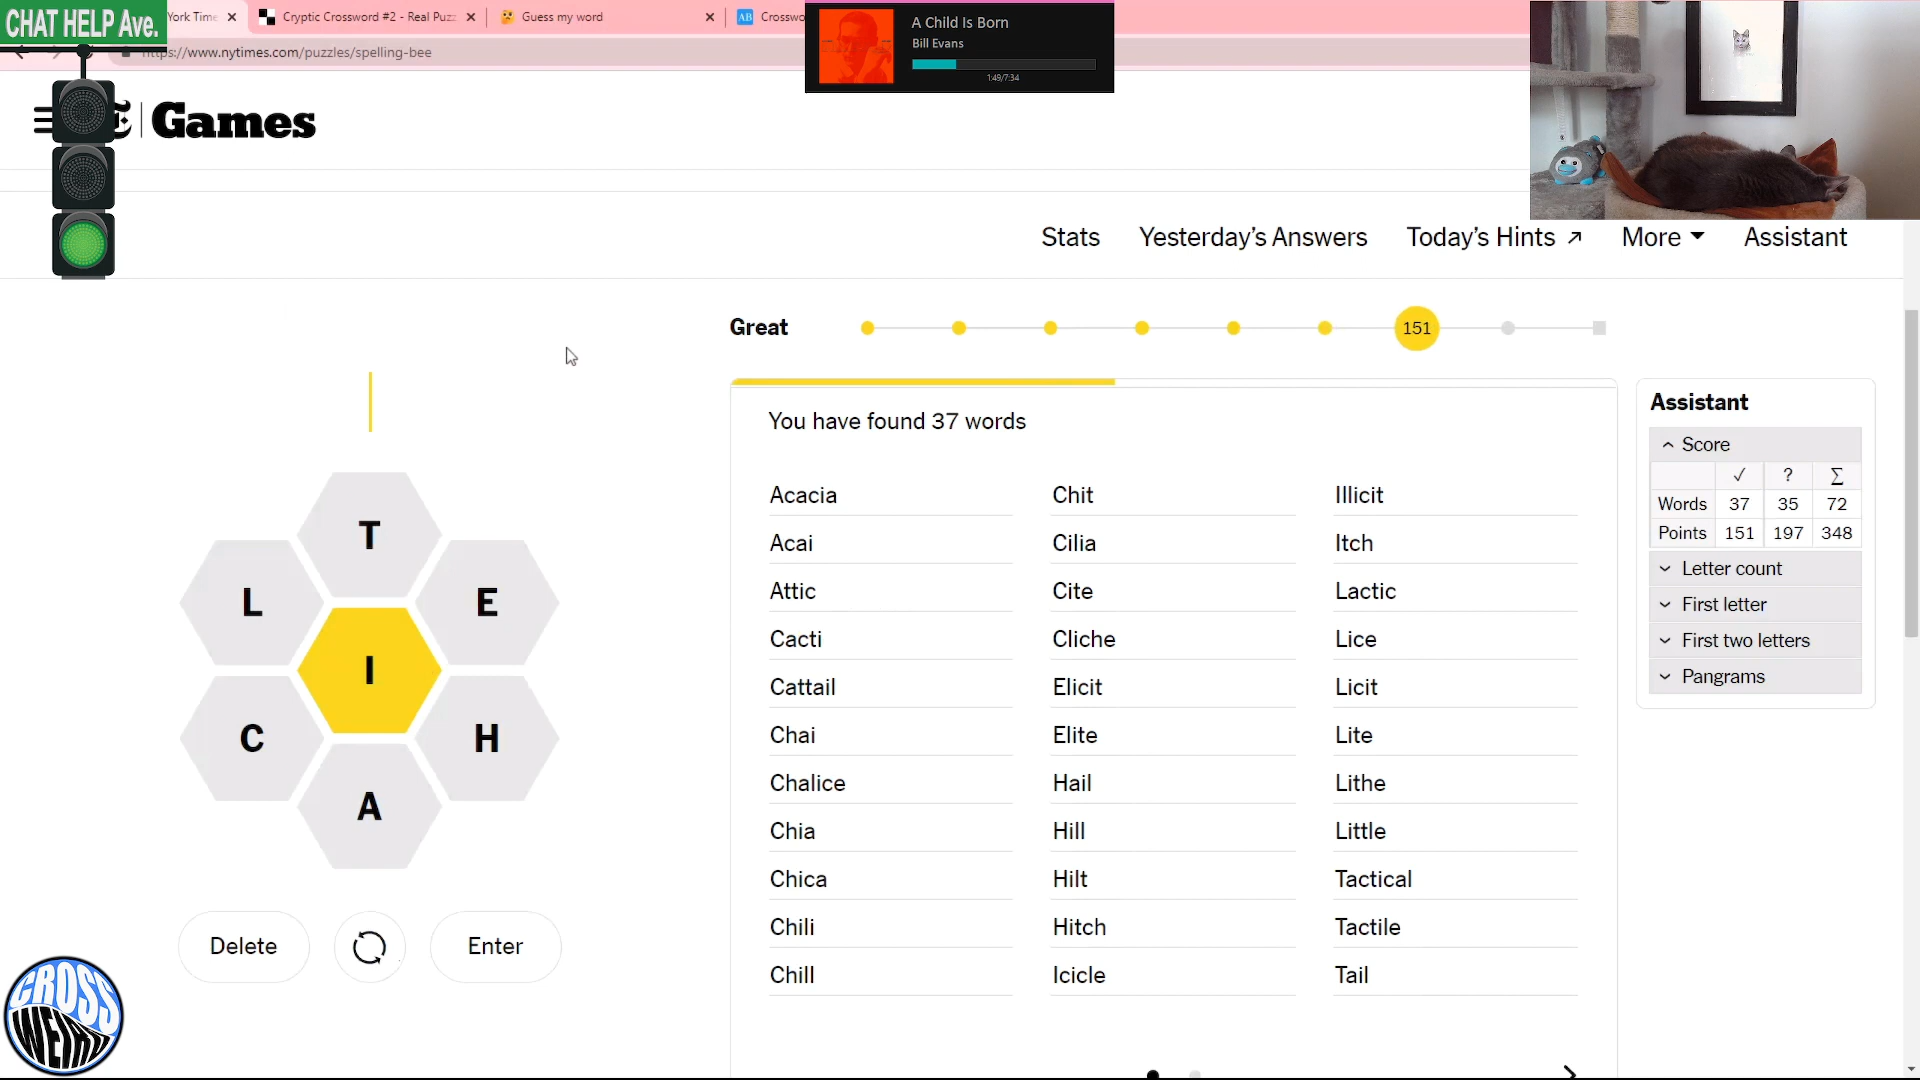 CHAT HELP Ave.
York Time
Cryptic Crossword #2 - Real Puz
Guess my word
AB Crosswo
https://www.nytimes.com/puzzles/spelling-bee
A Child Is Born
Bill Evans
1:49/7:34
Games
Stats
Yesterday's Answers
Today's Hints
More
Assistant
Great
151
You have found 37 words
Acacia
Acai
Attic
Cacti
Cattail
Chai
Chalice
Chia
Chica
Chili
Chill
Chit
Cilia
Cite
Cliche
Elicit
Elite
Hail
Hill
Hilt
Hitch
Icicle
Illicit
Itch
Lactic
Lice
Licit
Lite
Lithe
Little
Tactical
Tactile
Tail
T
L
E
I
C
H
A
Delete
Enter
Assistant
Score
✓ ? ∑
Words 37 35 72
Points 151 197 348
Letter count
First letter
First two letters
Pangrams
CROSS
WEIRD